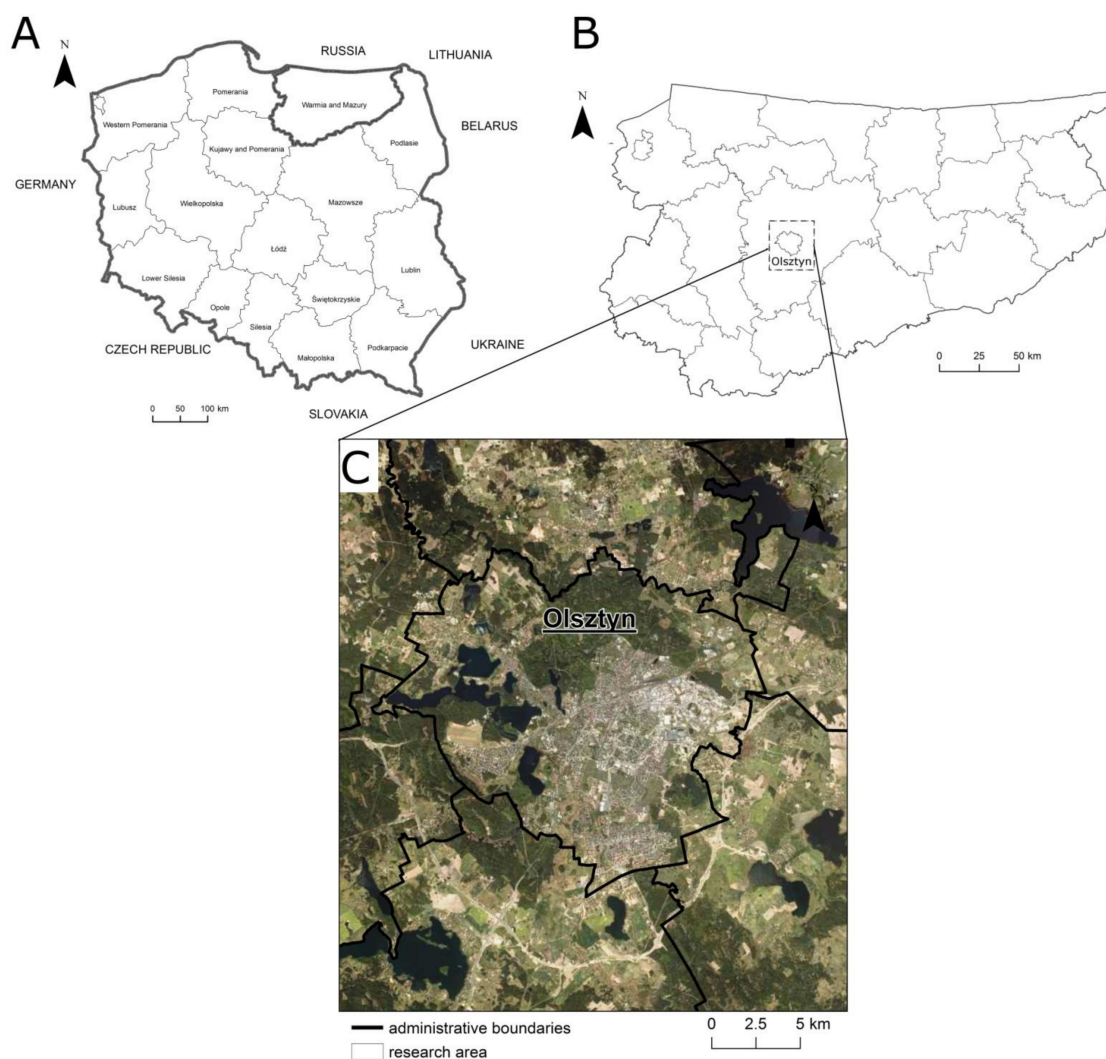 A
N
RUSSIA
LITHUANIA
Pomerania
Warmia and Mazury
Western Pomerania
BELARUS
Kujawy and Pomerania
Podlasie
GERMANY
Lubusz
Wielkopolska
Mazowsze
Łódź
Lower Silesia
Lublin
Opole
Świętokrzyskie
Silesia
CZECH REPUBLIC
Małopolska
Podkarpacie
UKRAINE
0 50 100 km
SLOVAKIA
B
N
Olsztyn
0 25 50 km
C
Olsztyn
administrative boundaries
research area
0 2.5 5 km